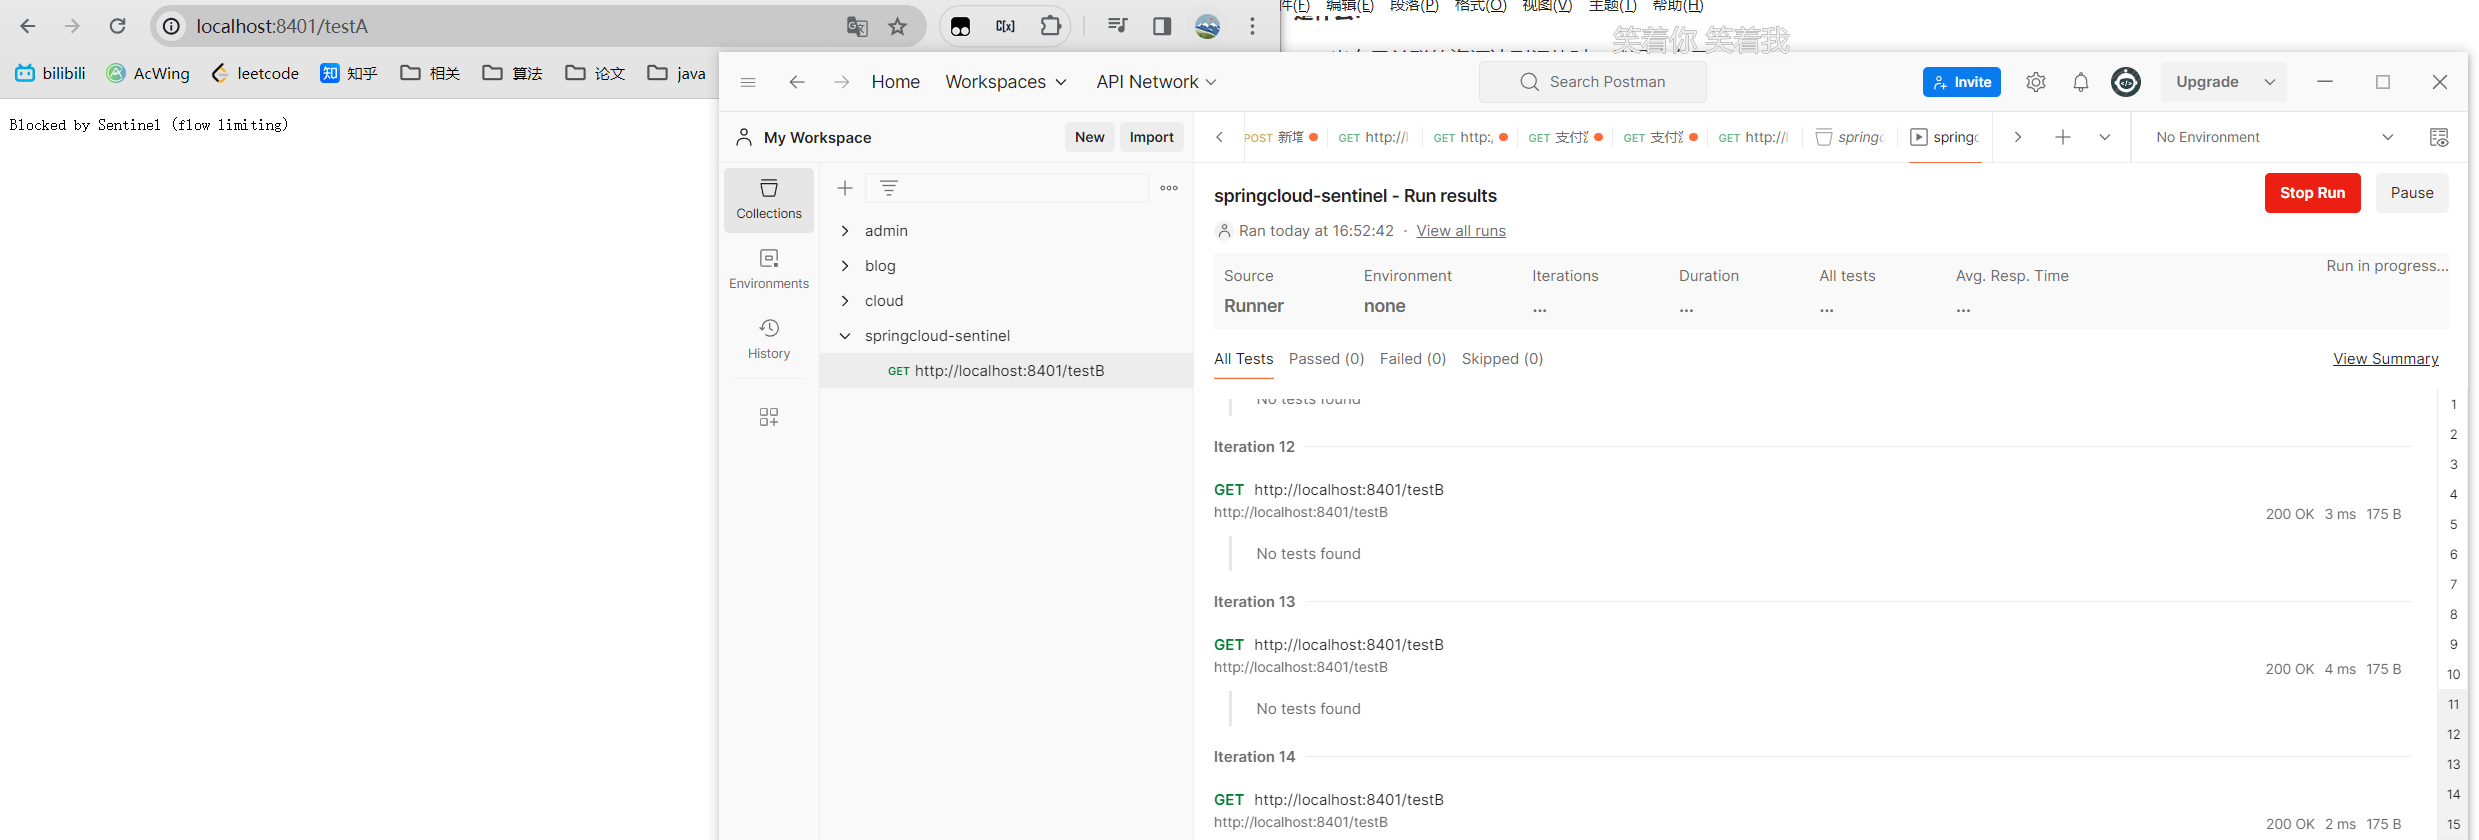 localhost:8401/testA
件(F) 编辑(E) 段落(P) 格式(O) 视图(V) 主题(T) 帮助(H)
笑着你 笑着我
bilibili AcWing leetcode 知 知乎 相关 算法 论文 java
Blocked by Sentinel (flow limiting)
Home Workspaces API Network Search Postman Invite Upgrade
My Workspace New Import
POST 新增 GET http://l GET http:/ GET 支付 GET 支付 GET http://l springc springc No Environment
Collections
Environments
History
admin
blog
cloud
springcloud-sentinel
GET http://localhost:8401/testB
springcloud-sentinel - Run results Stop Run Pause
Ran today at 16:52:42 · View all runs
Source Environment Iterations Duration All tests Avg. Resp. Time Run in progress...
Runner none ... ... ... ...
All Tests Passed (0) Failed (0) Skipped (0) View Summary
No tests found
Iteration 12
GET http://localhost:8401/testB
http://localhost:8401/testB 200 OK 3 ms 175 B
No tests found
Iteration 13
GET http://localhost:8401/testB
http://localhost:8401/testB 200 OK 4 ms 175 B
No tests found
Iteration 14
GET http://localhost:8401/testB
http://localhost:8401/testB 200 OK 2 ms 175 B
1
2
3
4
5
6
7
8
9
10
11
12
13
14
15